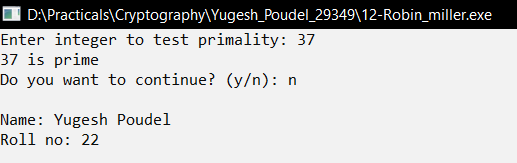 D:\Practicals\Cryptography\Yugesh_Poudel_29349\12-Robin_miller.exe
Enter integer to test primality: 37
37 is prime
Do you want to continue? (y/n): n
Name: Yugesh Poudel
Roll no: 22